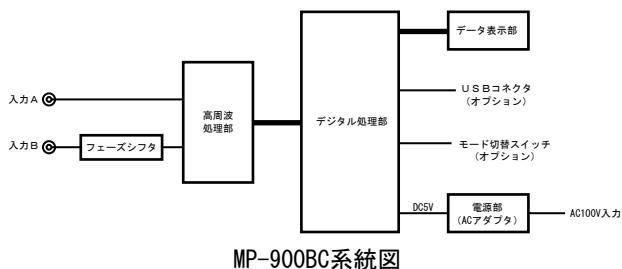 データ表示部
入力A
高周波
処理部
デジタル処理部
USBコネクタ
(オプション)
入力B
フェーズシフタ
モード切替スイッチ
(オプション)
DC5V
電源部
(ACアダプタ)
AC100V入力
MP-900BC系統図